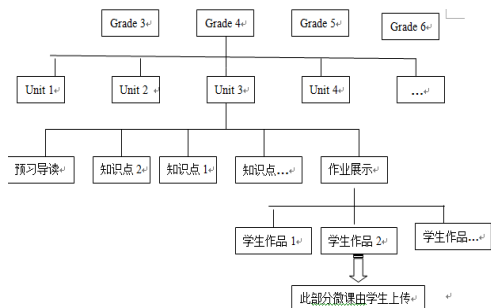 Grade 3
Grade 4
Grade 5
Grade 6
Unit 1
Unit 2
Unit 3
Unit 4
…
预习导读
知识点 2
知识点 1
知识点…
作业展示
学生作品 1
学生作品 2
学生作品…
此部分微课由学生上传